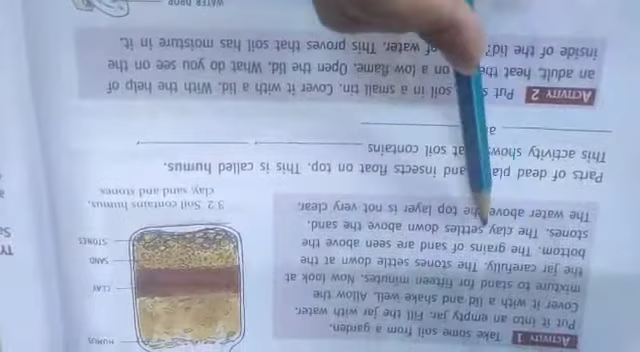 ACTIVITY 1 Take some soil from a garden.
Put it into an empty jar. Fill the jar with water.
Cover it with a lid and shake well. Allow the
mixture to stand for fifteen minutes. Now look at
the jar carefully. The stones settle down at the
bottom. The grains of sand are seen above the
stones. The clay settles down above the sand.
The water above the top layer is not very clear.
HUMUS
CLAY
SAND
STONES
3.2 Soil contains humus,
clay, sand and stones
Parts of dead and insects float on top. This is called humus.
This activity shows at soil contains
ACTIVITY 2 Put soil in a small tin. Cover it with a lid. With the help of
an adult, heat on a low flame. Open the lid. What do you see on the
inside of the lid? of water. This proves that soil has moisture in it.
WATER DROP
TY